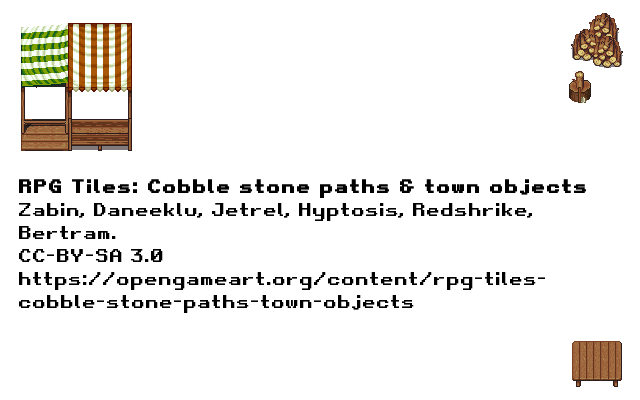 RPG Tiles: Cobble stone paths & town objects
Zabin, Daneeklu, Jetrel, Hyptosis, Redshrike,
Bertram.
CC-BY-SA 3.0
https://opengameart.org/content/rpg-tiles-
cobble-stone-paths-town-objects